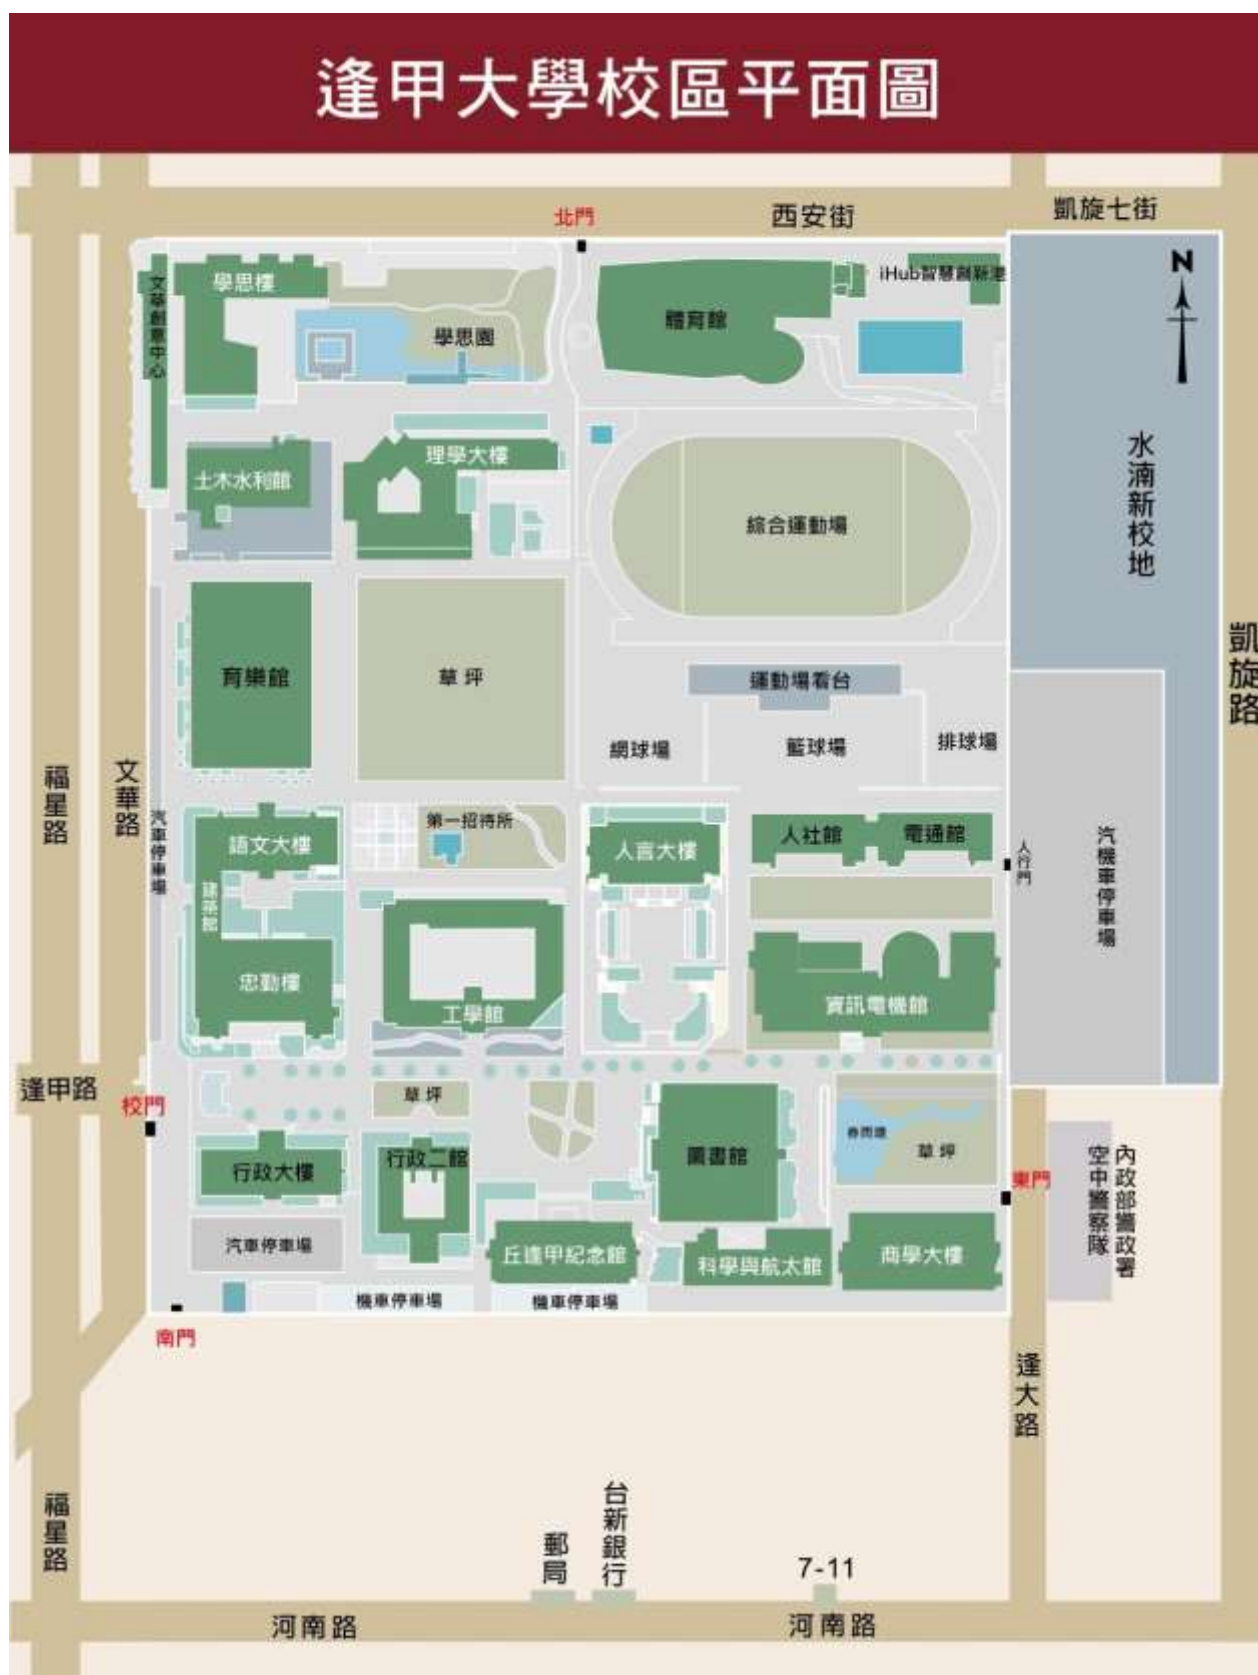 逢甲大學校區平面圖
北門
西安街
凱旋七街
文華創意中心
學思樓
學思園
體育館
iHub智慧創新港
N
土木水利館
理學大樓
綜合運動場
水湳新校地
育樂館
草坪
運動場看台
網球場
籃球場
排球場
凱旋路
福星路
文華路
汽車停車場
語文大樓
第一招待所
人言大樓
人社館
電通館
人行門
汽機車停車場
建築館
忠勤樓
工學館
資訊電機館
逢甲路
校門
草坪
行政大樓
行政二館
圖書館
草坪
東門
內政部警政署
空中警察隊
汽車停車場
丘逢甲紀念館
科學與航太館
商學大樓
機車停車場
機車停車場
南門
逢大路
福星路
郵局
台新銀行
7-11
河南路
河南路